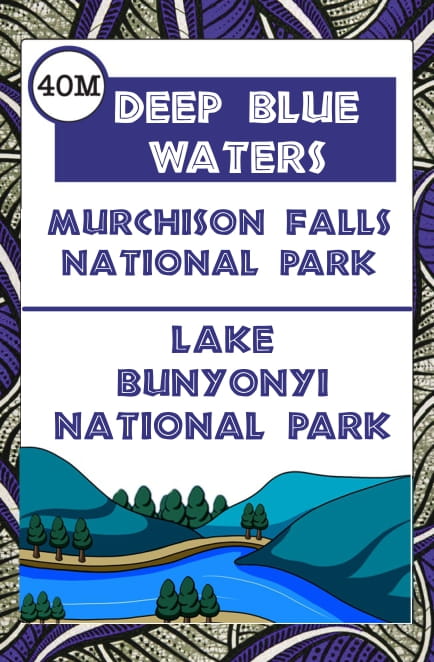 40M
DEEP BLUE
WATERS
MURCHISON FALLS
NATIONAL PARK
LAKE
BUNYONYI
NATIONAL PARK